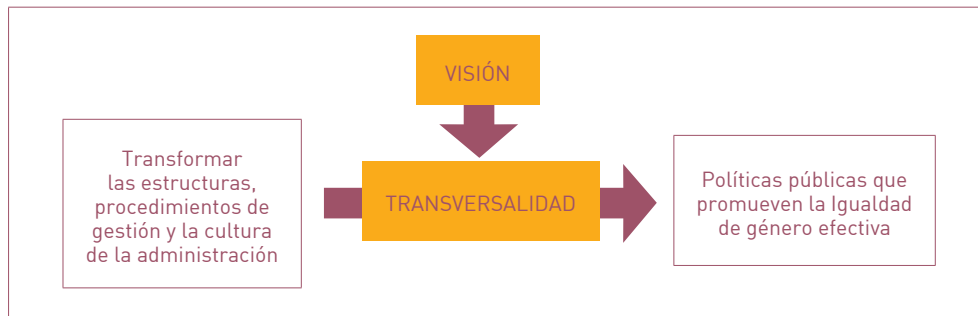 VISIÓN
Transformar
las estructuras,
procedimientos de
gestión y la cultura
de la administración
TRANSVERSALIDAD
Políticas públicas que
promueven la Igualdad
de género efectiva